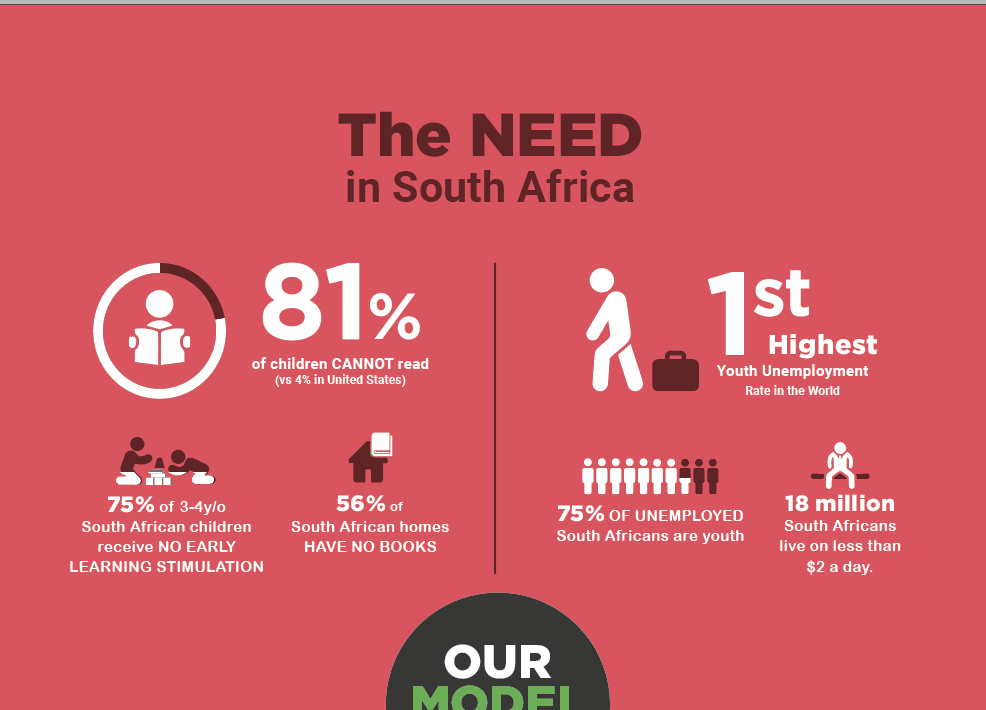 The NEED
in South Africa
81%
of children CANNOT read
(vs 4% in United States)
75% of 3-4y/o
South African children
receive NO EARLY
LEARNING STIMULATION
56% of
South African homes
HAVE NO BOOKS
1st
Highest
Youth Unemployment
Rate in the World
75% OF UNEMPLOYED
South Africans are youth
18 million
South Africans
live on less than
$2 a day.
OUR
MODEL